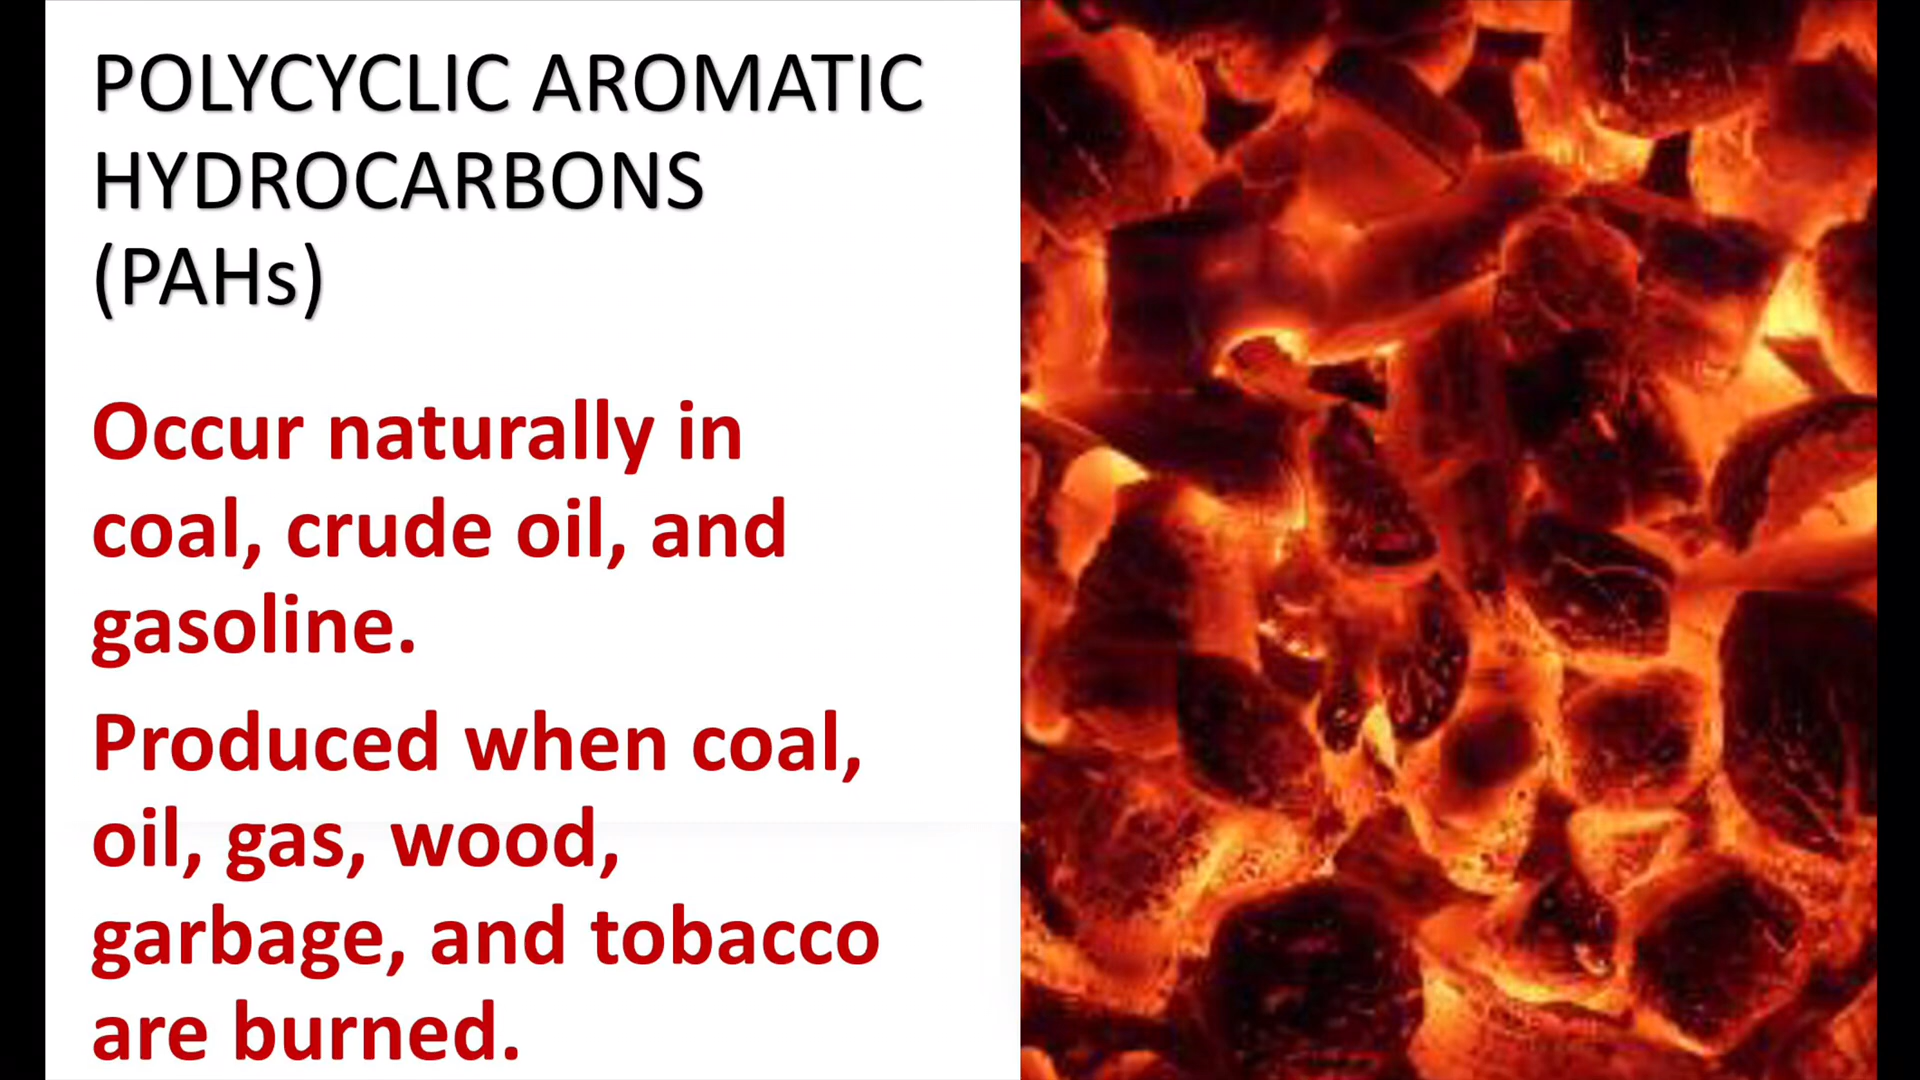 POLYCYCLIC AROMATIC
HYDROCARBONS
(PAHs)
Occur naturally in
coal, crude oil, and
gasoline.
Produced when coal,
oil, gas, wood,
garbage, and tobacco
are burned.